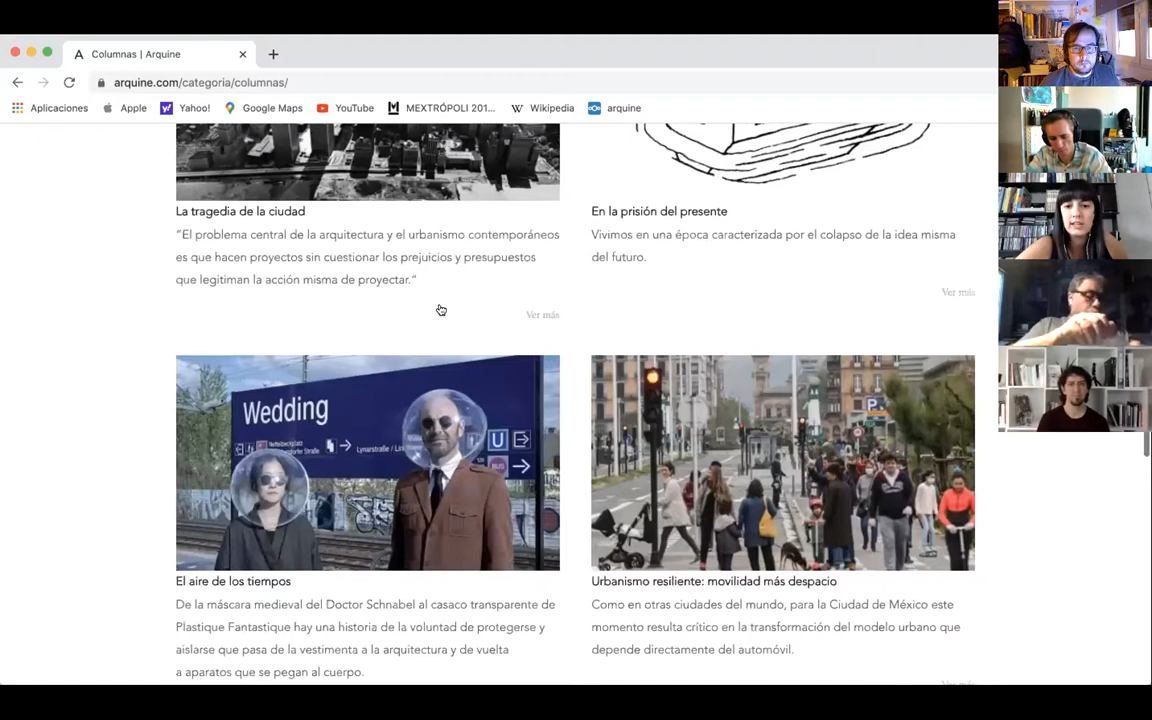 Columnas | Arquine
arquine.com/categoria/columnas/
Aplicaciones Apple Yahoo! Google Maps YouTube MEXTRÓPOLI 201... Wikipedia arquine
La tragedia de la ciudad
"El problema central de la arquitectura y el urbanismo contemporáneos
es que hacen proyectos sin cuestionar los prejuicios y presupuestos
que legitiman la acción misma de proyectar."
Ver más
En la prisión del presente
Vivimos en una época caracterizada por el colapso de la idea misma
del futuro.
Ver más
Wedding
U
BUS
P
El aire de los tiempos
De la máscara medieval del Doctor Schnabel al casaco transparente de
Plastique Fantastique hay una historia de la voluntad de protegerse y
aislarse que pasa de la vestimenta a la arquitectura y de vuelta
a aparatos que se pegan al cuerpo.
Urbanismo resiliente: movilidad más despacio
Como en otras ciudades del mundo, para la Ciudad de México este
momento resulta crítico en la transformación del modelo urbano que
depende directamente del automóvil.